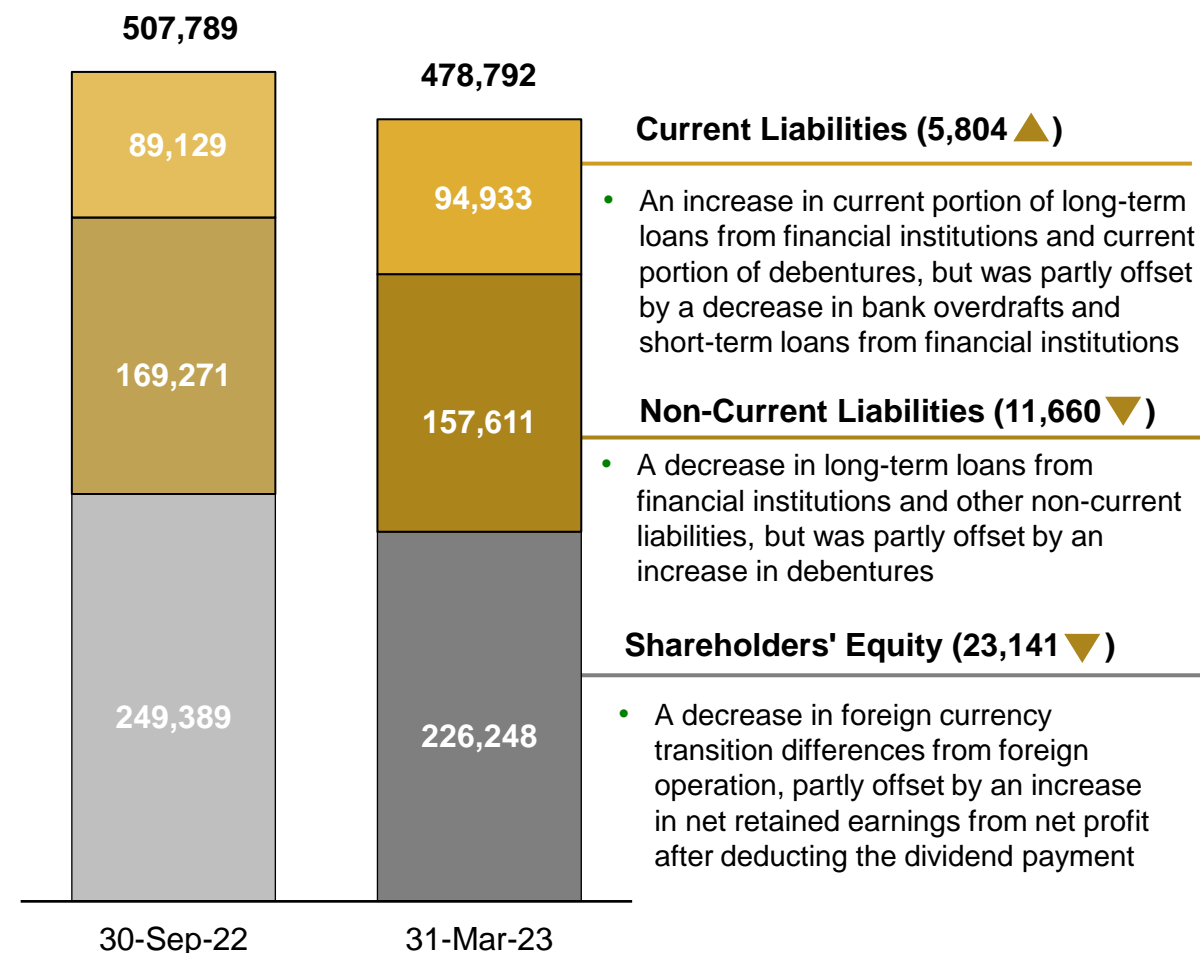 507,789
89,129
169,271
249,389
30-Sep-22
478,792
94,933
157,611
226,248
31-Mar-23
Current Liabilities (5,804 ▲)
• An increase in current portion of long-term
loans from financial institutions and current
portion of debentures, but was partly offset
by a decrease in bank overdrafts and
short-term loans from financial institutions
Non-Current Liabilities (11,660 ▼)
• A decrease in long-term loans from
financial institutions and other non-current
liabilities, but was partly offset by an
increase in debentures
Shareholders' Equity (23,141 ▼)
• A decrease in foreign currency
transition differences from foreign
operation, partly offset by an increase
in net retained earnings from net profit
after deducting the dividend payment